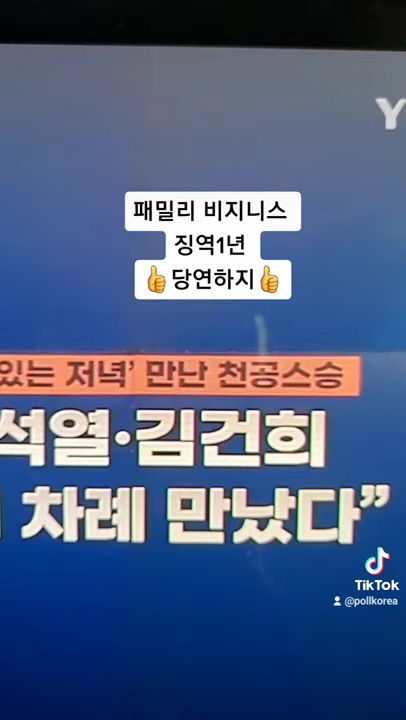 Y
패밀리 비지니스
징역1년
👍당연하지👍
있는 저녁’ 만난 천공스승
석열·김건희
차례 만났다”
TikTok
@pollkorea